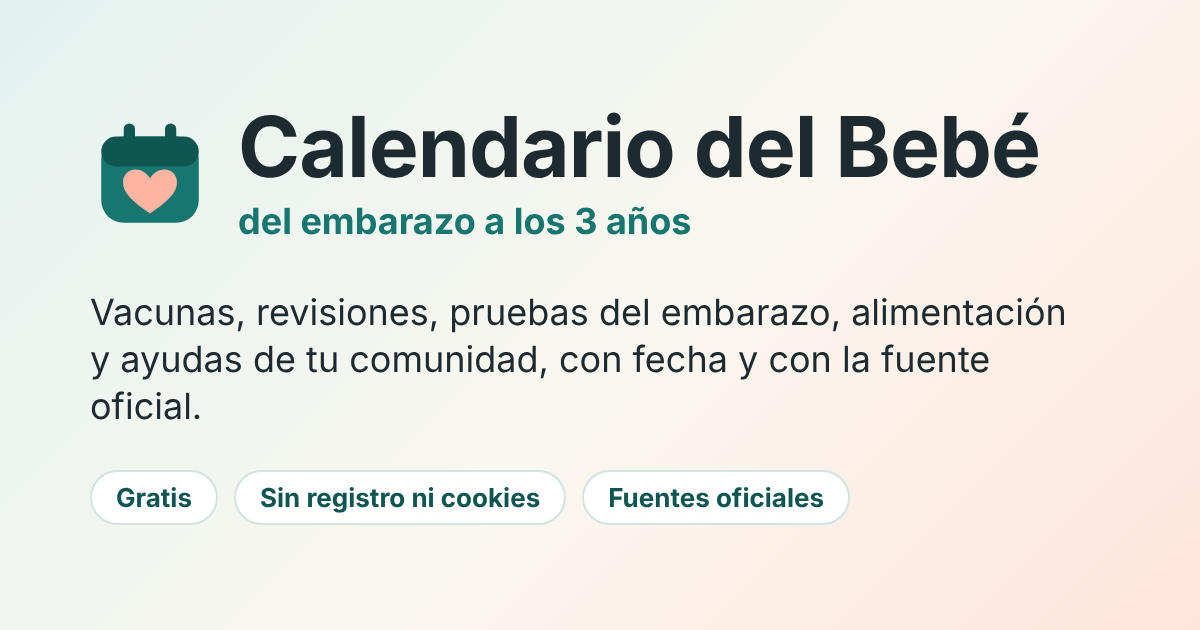 Calendario del Bebé
del embarazo a los 3 años
Vacunas, revisiones, pruebas del embarazo, alimentación
y ayudas de tu comunidad, con fecha y con la fuente
oficial.
Gratis
Sin registro ni cookies
Fuentes oficiales